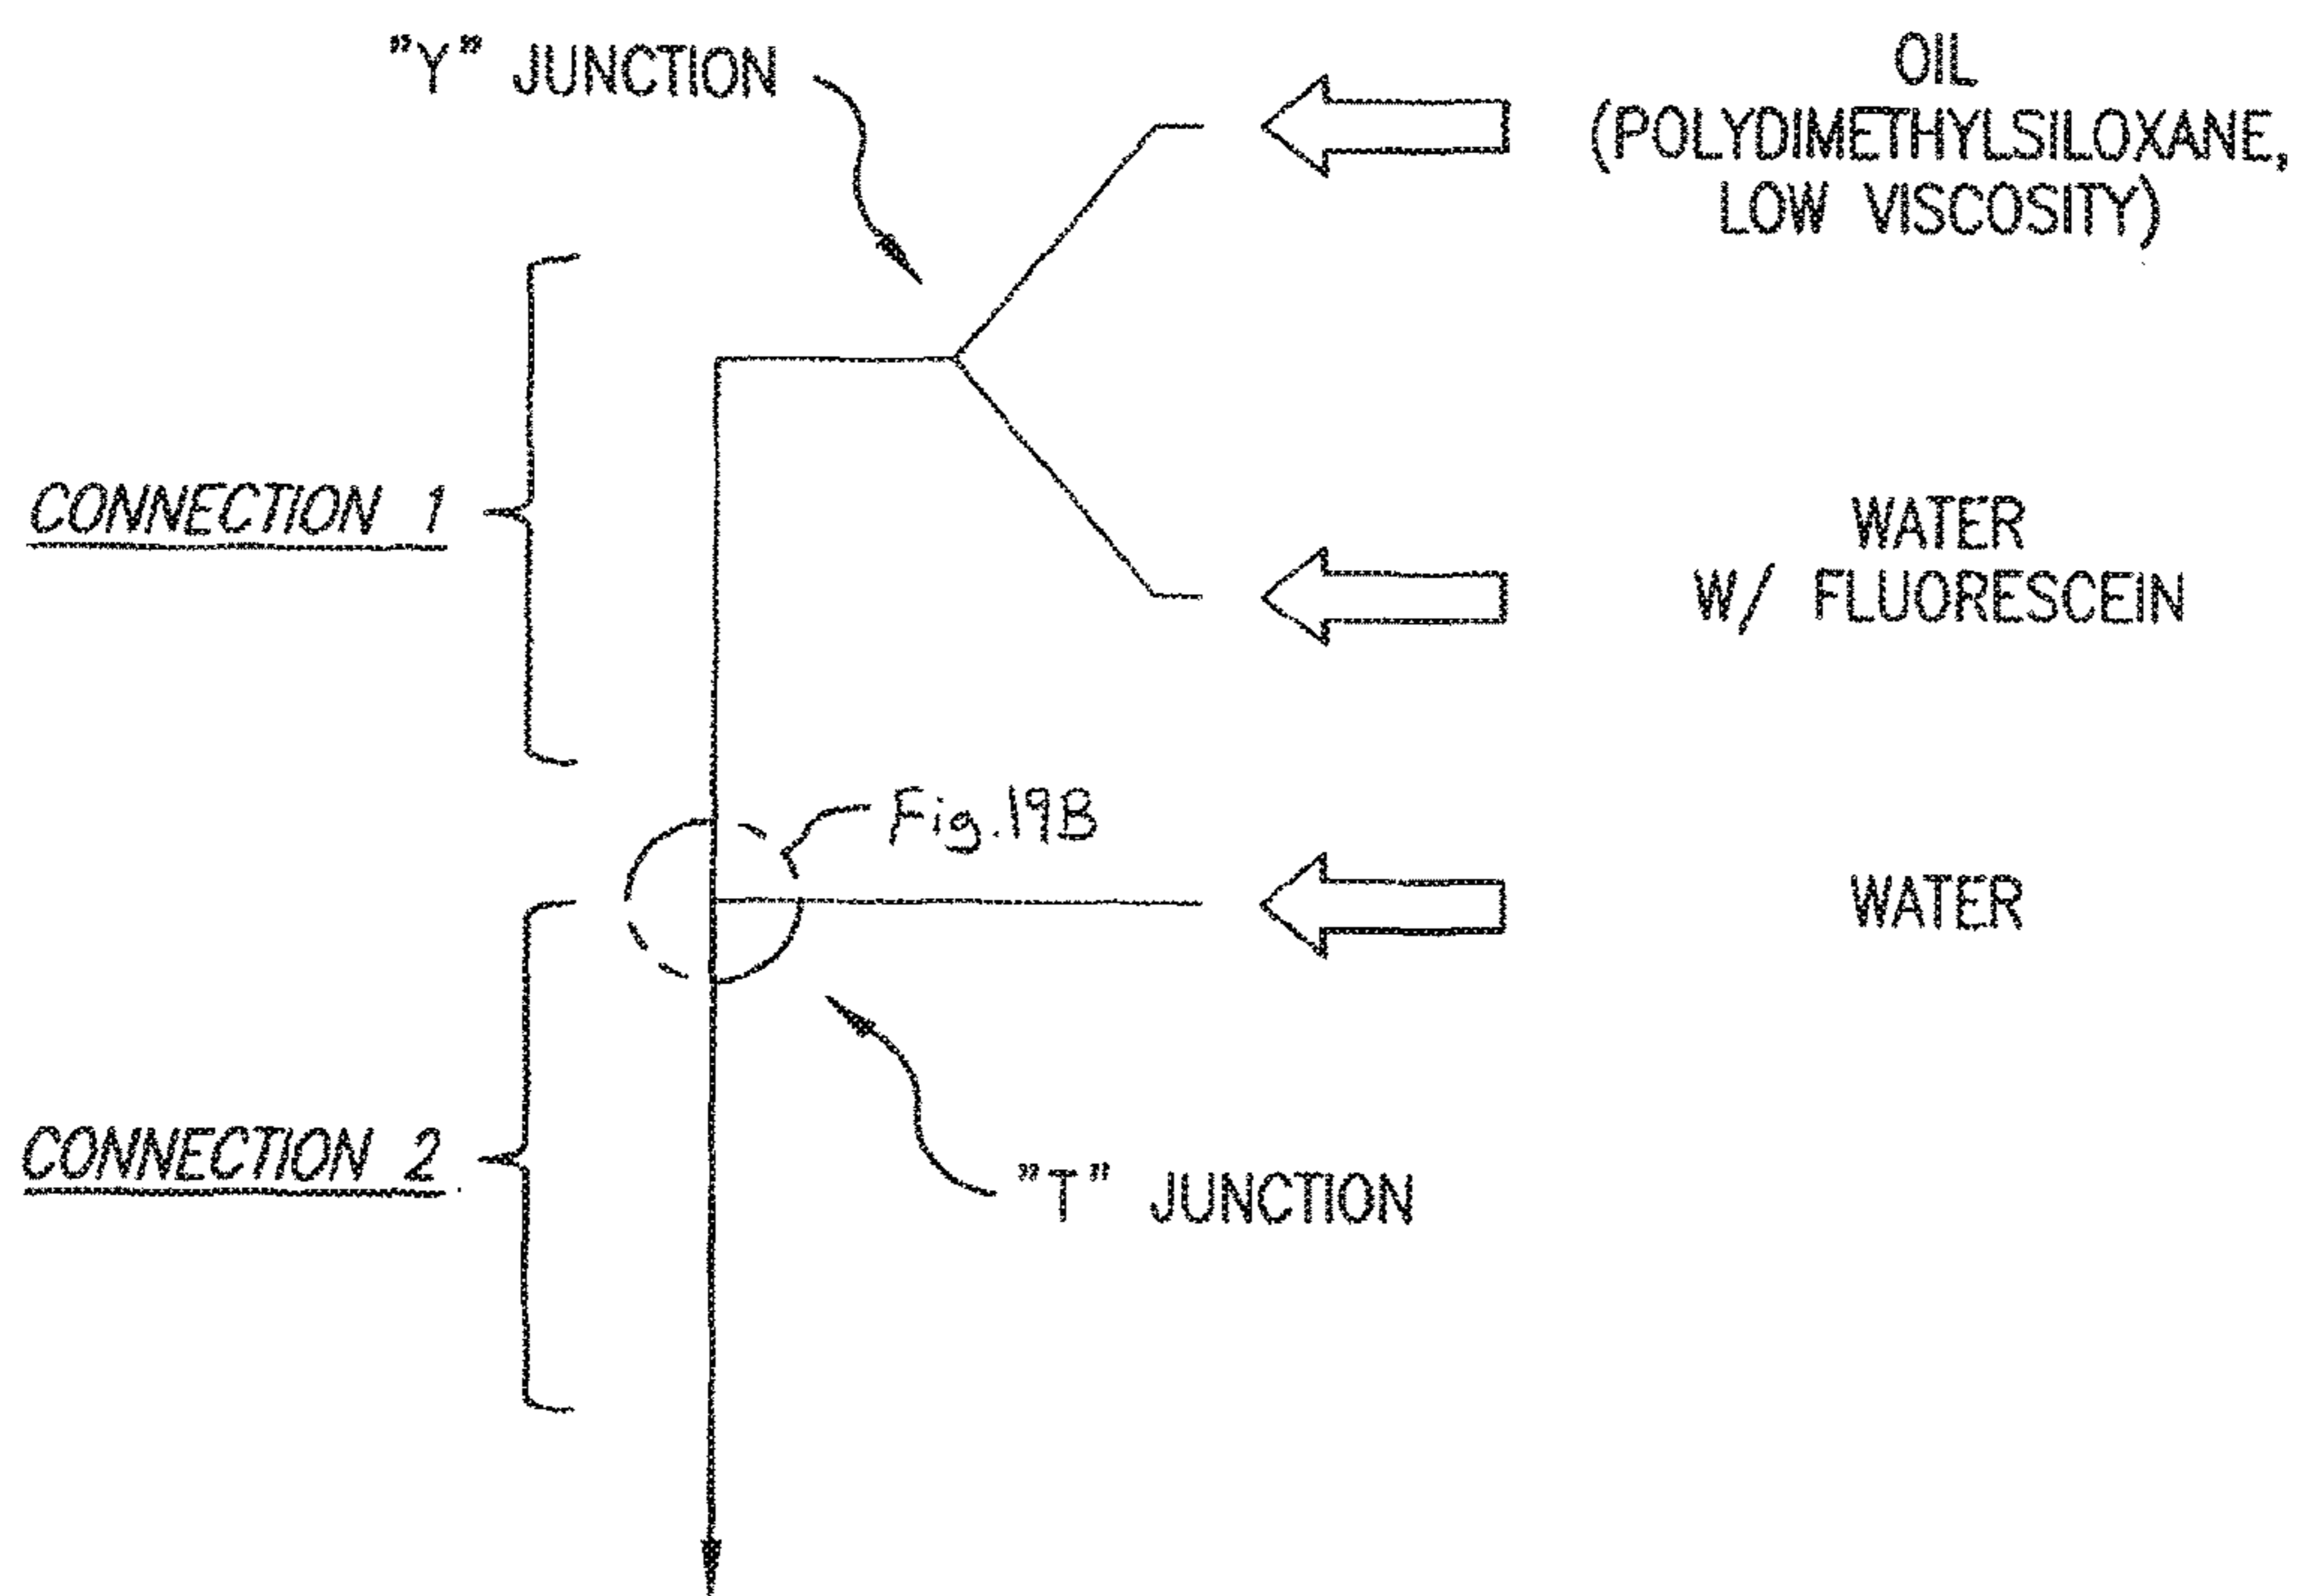 "Y" JUNCTION
OIL
(POLYDIMETHYLSILOXANE,
LOW VISCOSITY)
CONNECTION 1
WATER
W/ FLUORESCEIN
Fig.19B
WATER
CONNECTION 2
"T" JUNCTION